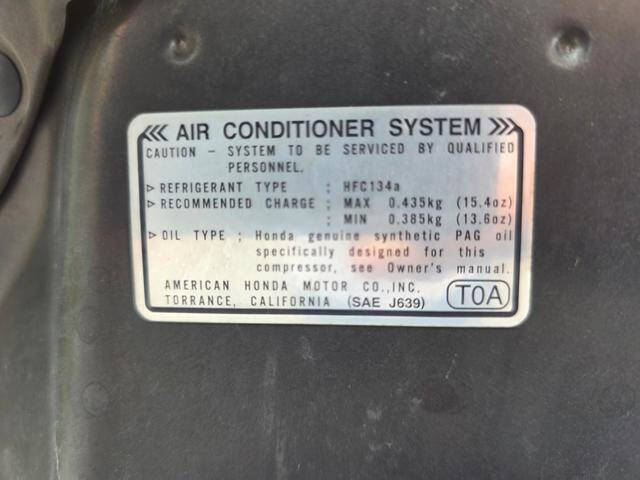 AIR CONDITIONER SYSTEM
CAUTION - SYSTEM TO BE SERVICED BY QUALIFIED
PERSONNEL.
▷ REFRIGERANT TYPE ; HFC134a
▷ RECOMMENDED CHARGE ; MAX 0.435kg (15.4oz)
; MIN 0.385kg (13.6oz)
▷ OIL TYPE ; Honda genuine synthetic PAG oil
specifically designed for this
compressor, see Owner's manual.
AMERICAN HONDA MOTOR CO.,INC.
TORRANCE, CALIFORNIA (SAE J639)
T0A